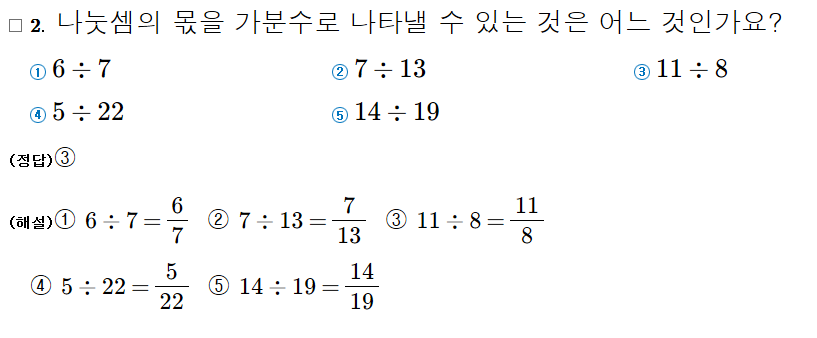 □ 2. 나눗셈의 몫을 가분수로 나타낼 수 있는 것은 어느 것인가요?
① 6 ÷ 7 ② 7 ÷ 13 ③ 11 ÷ 8
④ 5 ÷ 22 ⑤ 14 ÷ 19
(정답)③
(해설)① 6 ÷ 7 = 6/7 ② 7 ÷ 13 = 7/13 ③ 11 ÷ 8 = 11/8
④ 5 ÷ 22 = 5/22 ⑤ 14 ÷ 19 = 14/19